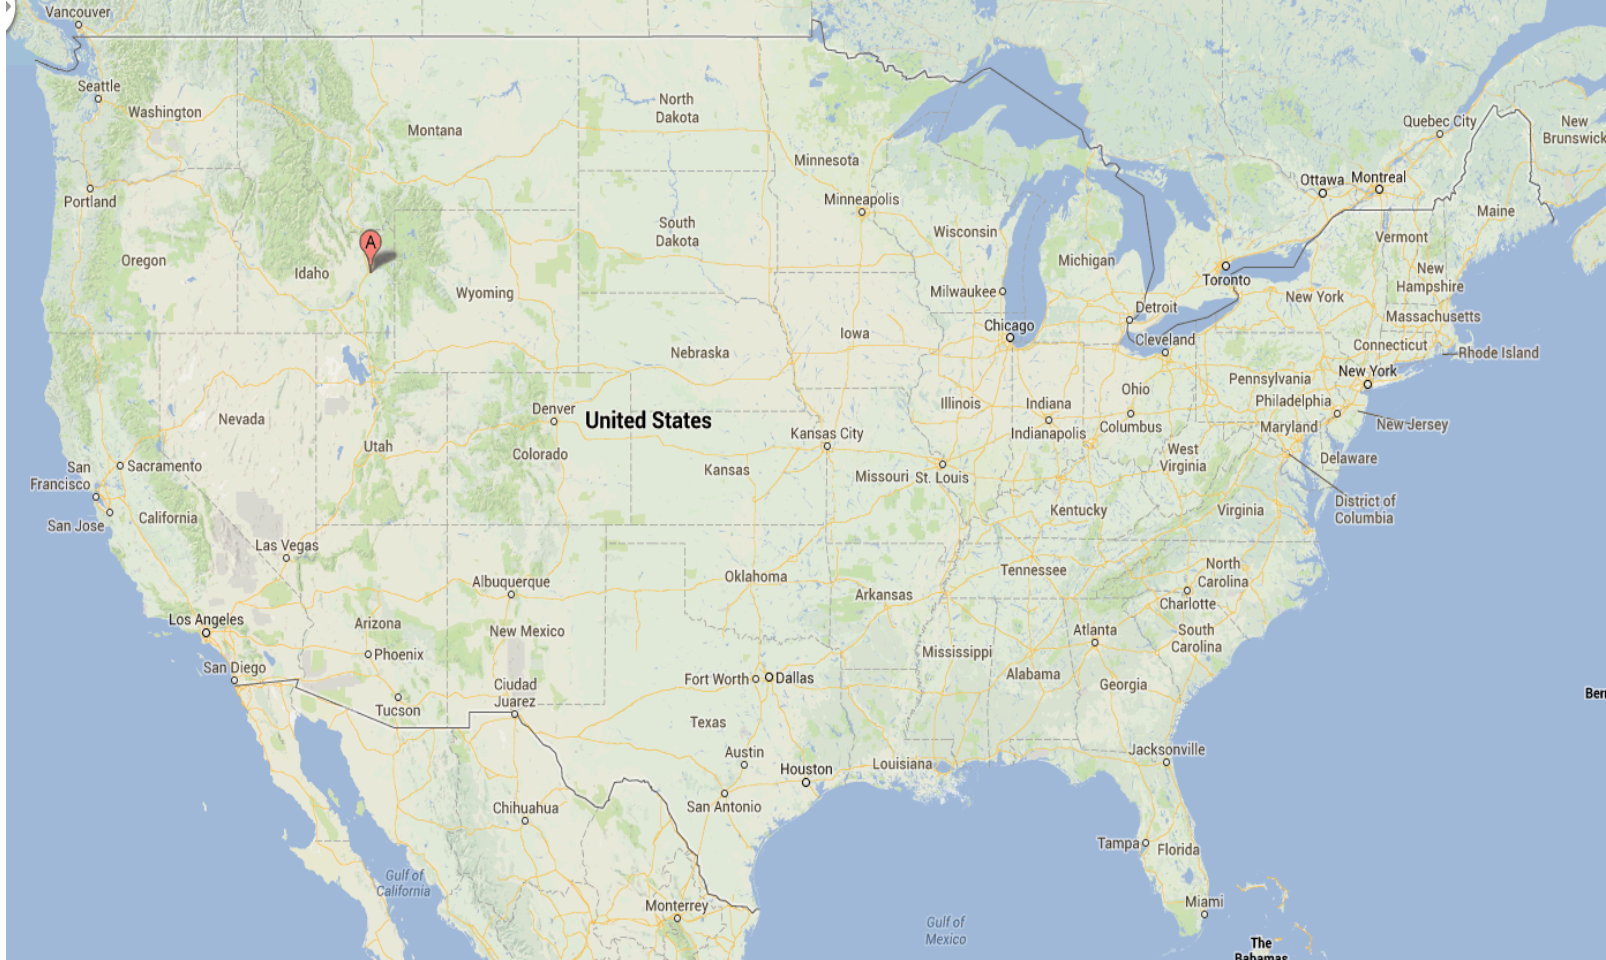 Vancouver
Seattle
Washington
Montana
North
Dakota
Minnesota
Quebec City
New
Brunswick
Portland
Minneapolis
Ottawa
Montreal
Maine
Oregon
A
Idaho
Wyoming
South
Dakota
Wisconsin
Michigan
Toronto
Vermont
New
Hampshire
New York
Massachusetts
Milwaukee
Chicago
Detroit
Cleveland
Connecticut
Rhode Island
Iowa
Nebraska
New York
Pennsylvania
Ohio
Philadelphia
New Jersey
Illinois
Indiana
Nevada
Utah
Denver
United States
Colorado
Kansas City
Indianapolis
Columbus
Maryland
Delaware
West
Virginia
San
Francisco
Sacramento
Kansas
Missouri
St. Louis
District of
Columbia
San Jose
California
Kentucky
Virginia
Las Vegas
Albuquerque
Oklahoma
Tennessee
North
Carolina
Arkansas
Charlotte
Los Angeles
Arizona
New Mexico
Atlanta
South
Carolina
San Diego
Phoenix
Mississippi
Alabama
Georgia
Fort Worth
Dallas
Ciudad
Juarez
Tucson
Texas
Ber
Austin
Houston
Louisiana
Jacksonville
San Antonio
Chihuahua
Tampa
Florida
Gulf of
California
Monterrey
Miami
Gulf of
Mexico
The
Bahamas